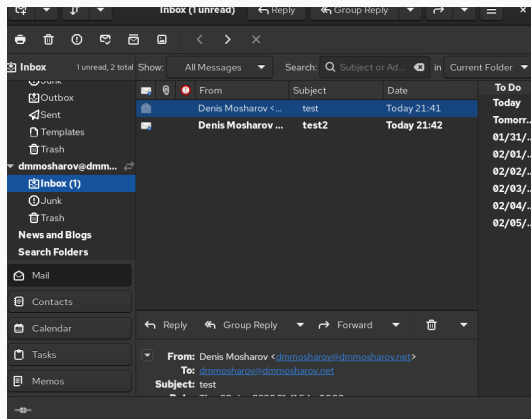 Inbox (1 unread)
Reply
Group Reply
Inbox 1 unread, 2 total
Show: All Messages
Search: Subject or Ad...
in Current Folder
From Subject Date
Denis Mosharov <... test Today 21:41
Denis Mosharov ... test2 Today 21:42
Junk
Outbox
Sent
Templates
Trash
dmmosharov@dmm...
Inbox (1)
Junk
Trash
News and Blogs
Search Folders
Mail
Contacts
Calendar
Tasks
Memos
Reply Group Reply Forward
From: Denis Mosharov <dmmosharov@dmmosharov.net>
To: dmmosharov@dmmosharov.net
Subject: test
To Do
Today
Tomorr...
01/31/...
02/01/...
02/02/...
02/03/...
02/04/...
02/05/...